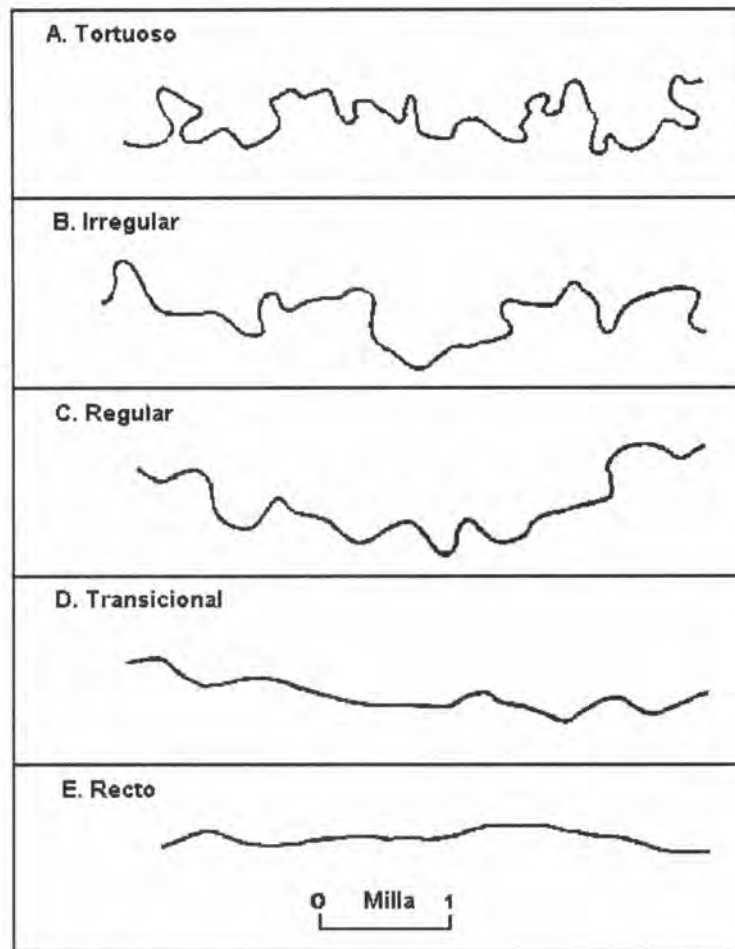 A. Tortuoso
B. Irregular
C. Regular
D. Transicional
E. Recto
0 Milla 1